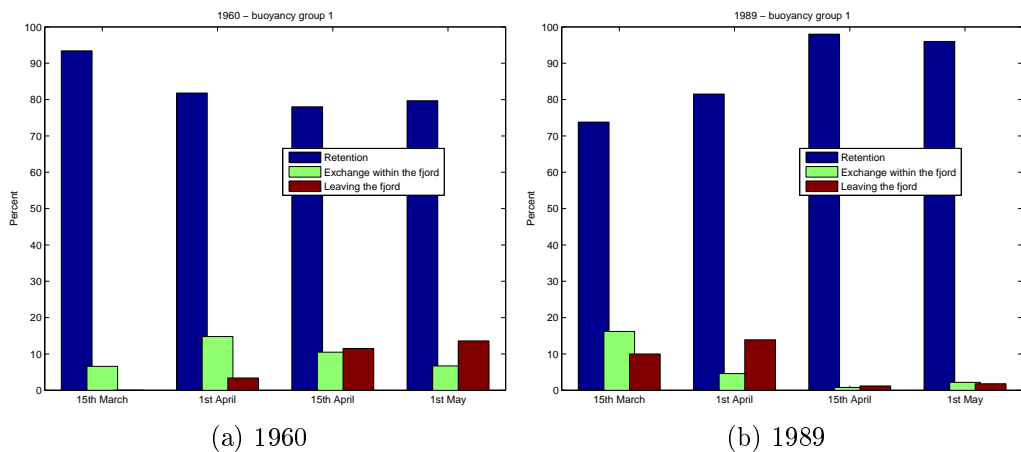 1960 – buoyancy group 1
100
90
80
70
60
50
40
30
20
10
0
Percent
Retention
Exchange within the fjord
Leaving the fjord
15th March 1st April 15th April 1st May
(a) 1960
1989 – buoyancy group 1
100
90
80
70
60
50
40
30
20
10
0
Percent
Retention
Exchange within the fjord
Leaving the fjord
15th March 1st April 15th April 1st May
(b) 1989